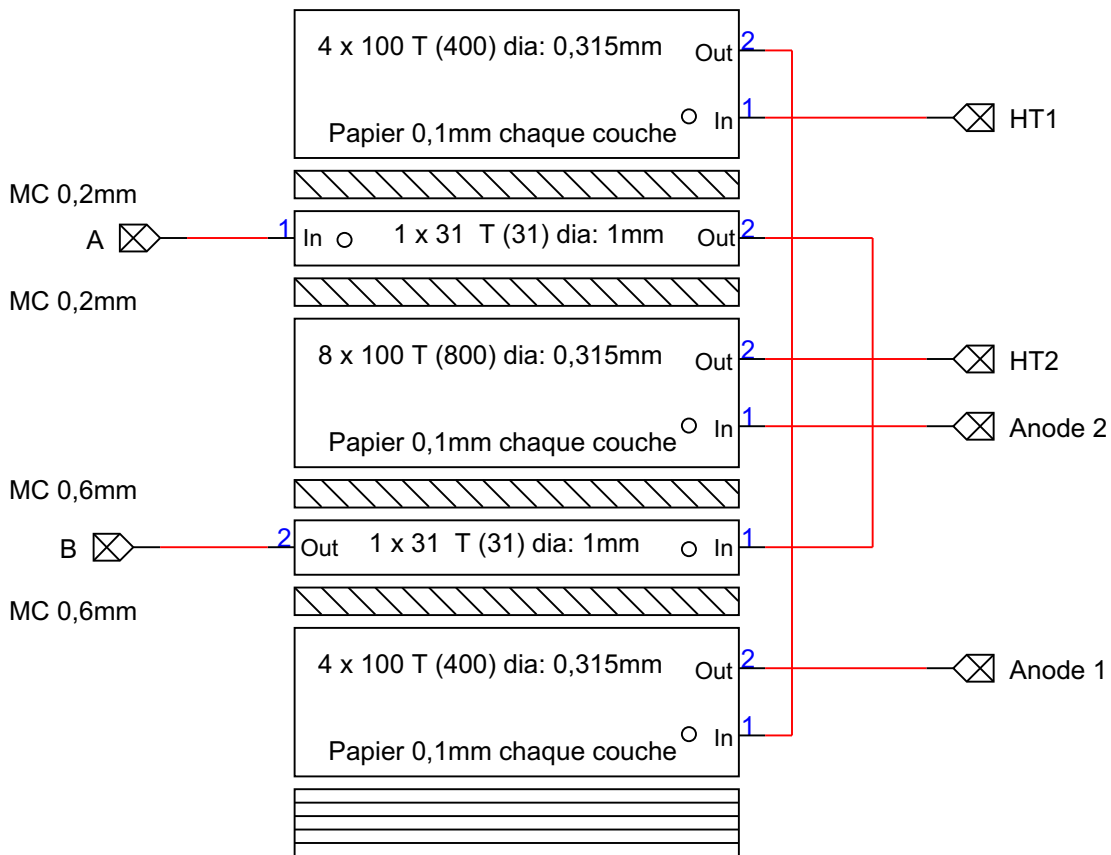 4 x 100 T (400) dia: 0,315mm
Out
2
Papier 0,1mm chaque couche
In
1
HT1
MC 0,2mm
A
1
In
1 x 31 T (31) dia: 1mm
Out
2
MC 0,2mm
8 x 100 T (800) dia: 0,315mm
Out
2
HT2
Papier 0,1mm chaque couche
In
1
Anode 2
MC 0,6mm
B
2
Out
1 x 31 T (31) dia: 1mm
In
1
MC 0,6mm
4 x 100 T (400) dia: 0,315mm
Out
2
Anode 1
Papier 0,1mm chaque couche
In
1